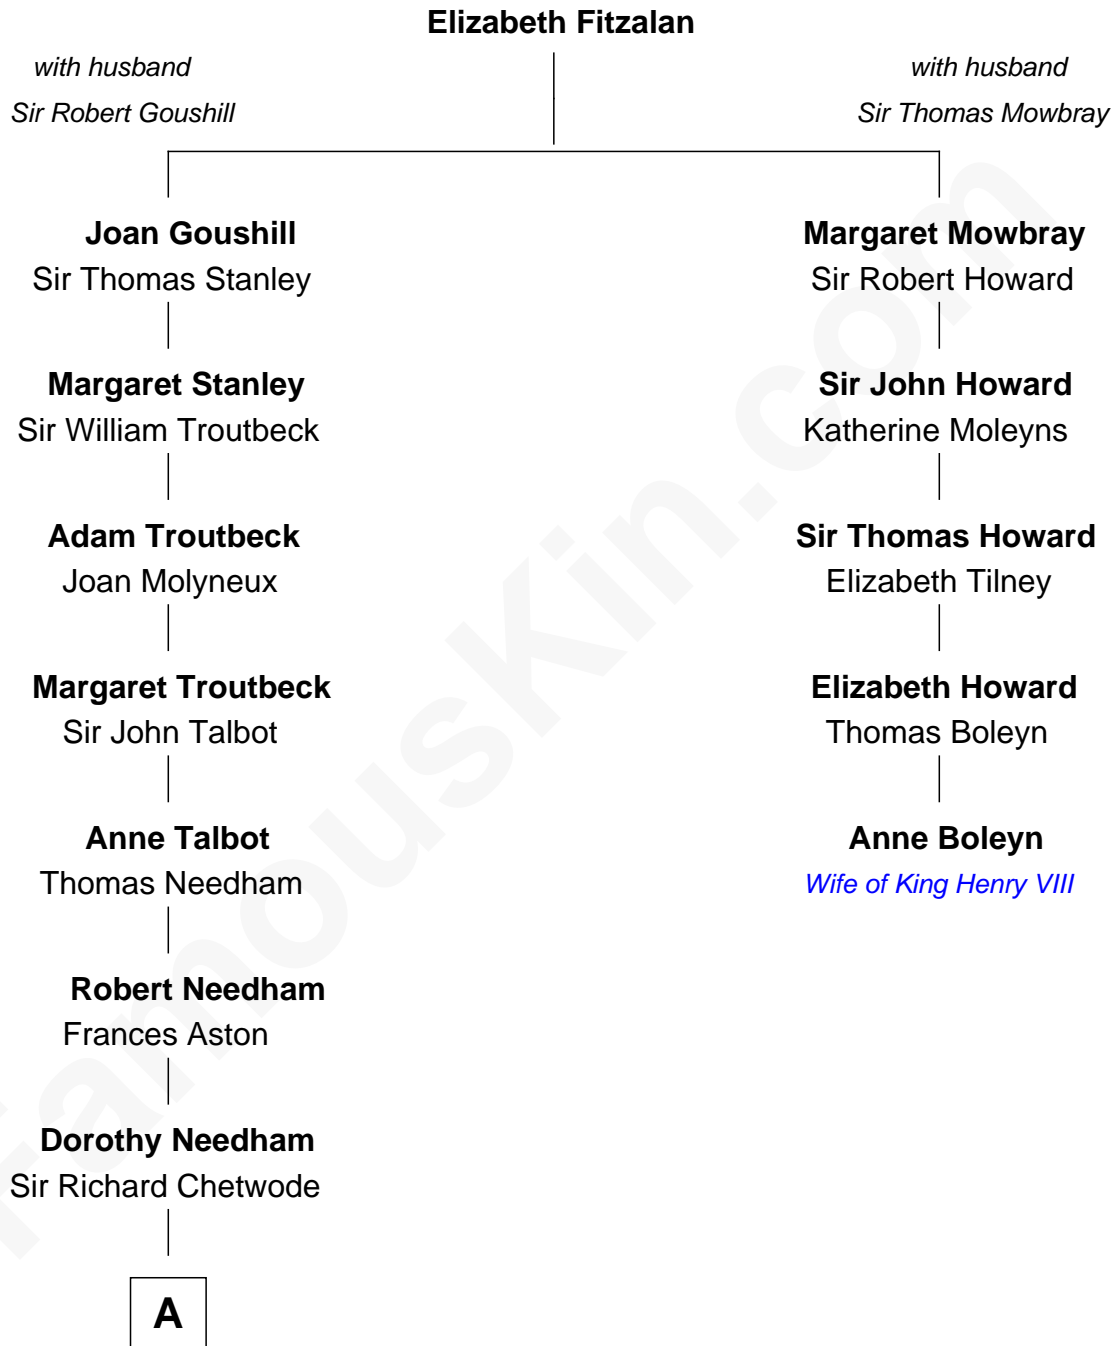 Elizabeth Fitzalan
with husband
Sir Robert Goushill
with husband
Sir Thomas Mowbray
Joan Goushill
Sir Thomas Stanley
Margaret Mowbray
Sir Robert Howard
Margaret Stanley
Sir William Troutbeck
Sir John Howard
Katherine Moleyns
Adam Troutbeck
Joan Molyneux
Sir Thomas Howard
Elizabeth Tilney
Margaret Troutbeck
Sir John Talbot
Elizabeth Howard
Thomas Boleyn
Anne Talbot
Thomas Needham
Anne Boleyn
Wife of King Henry VIII
Robert Needham
Frances Aston
Dorothy Needham
Sir Richard Chetwode
A
FamousKin.com